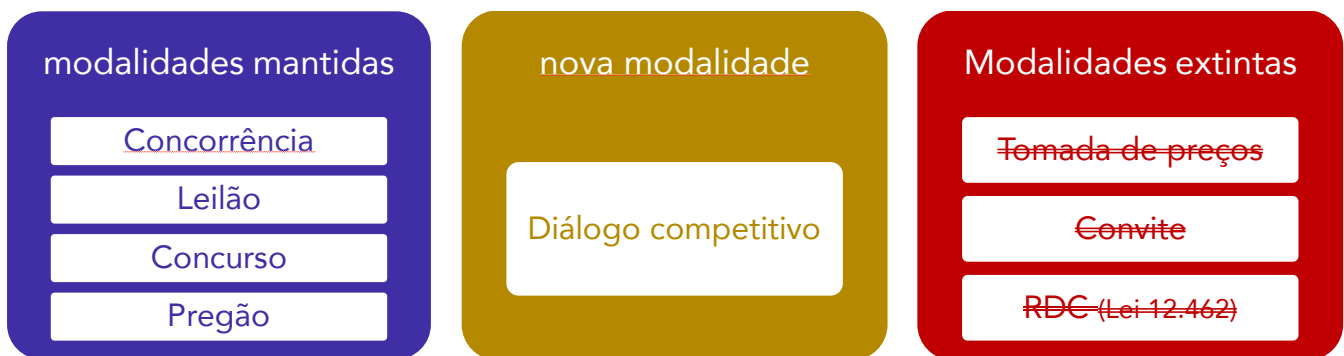 modalidades mantidas
Concorrência
Leilão
Concurso
Pregão
nova modalidade
Diálogo competitivo
Modalidades extintas
Tomada de preços
Convite
RDC (Lei 12.462)